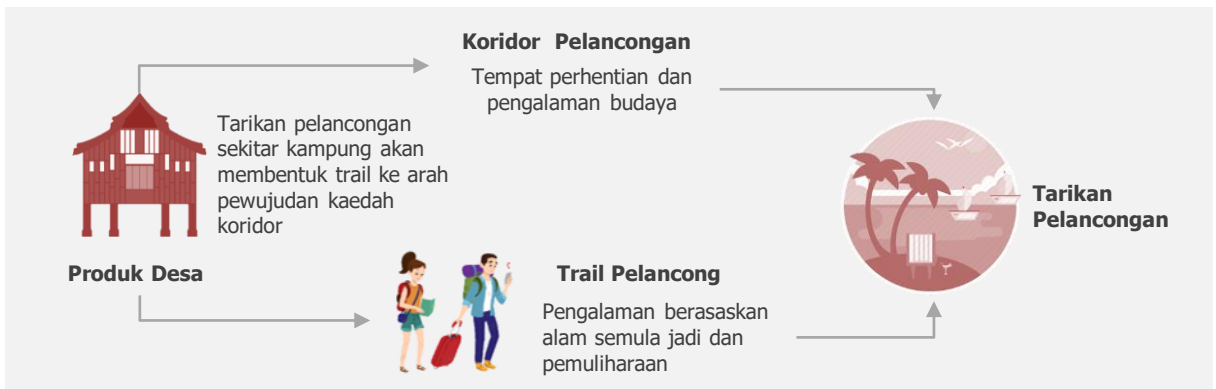 Koridor Pelancongan
Tempat perhentian dan
pengalaman budaya
Tarikan pelancongan
sekitar kampung akan
membentuk trail ke arah
pewujudan kaedah
koridor
Produk Desa
Trail Pelancong
Pengalaman berasaskan
alam semula jadi dan
pemuliharaan
Tarikan
Pelancongan